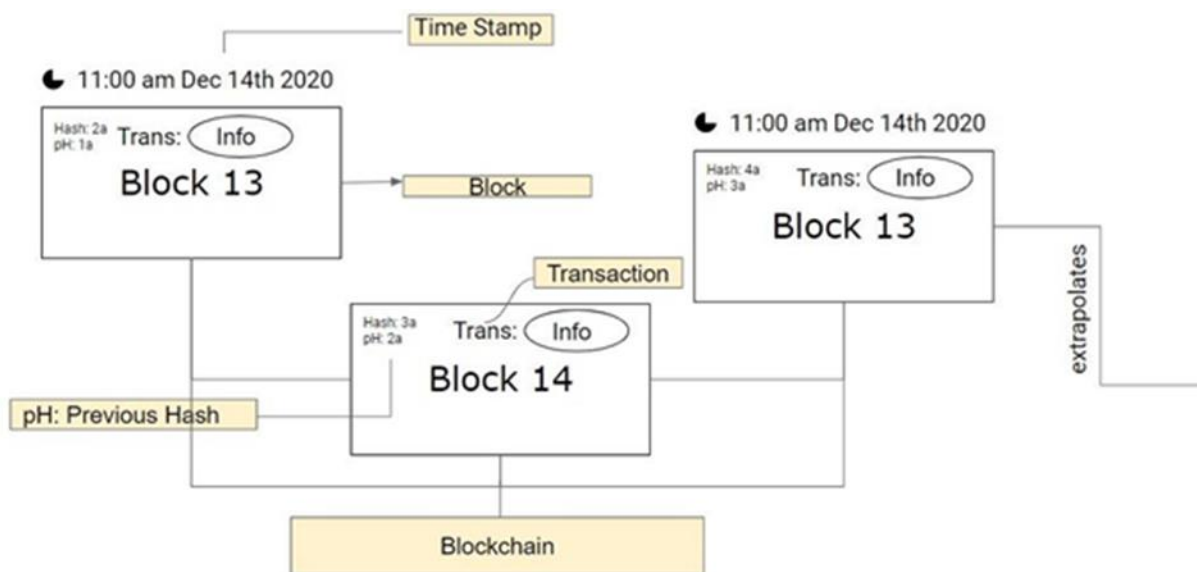 Time Stamp
11:00 am Dec 14th 2020
Hash: 2a
pH: 1a
Trans: Info
Block 13
Block
11:00 am Dec 14th 2020
Hash: 4a
pH: 3a
Trans: Info
Block 13
extrapolates
Transaction
Hash: 3a
pH: 2a
Trans: Info
Block 14
pH: Previous Hash
Blockchain